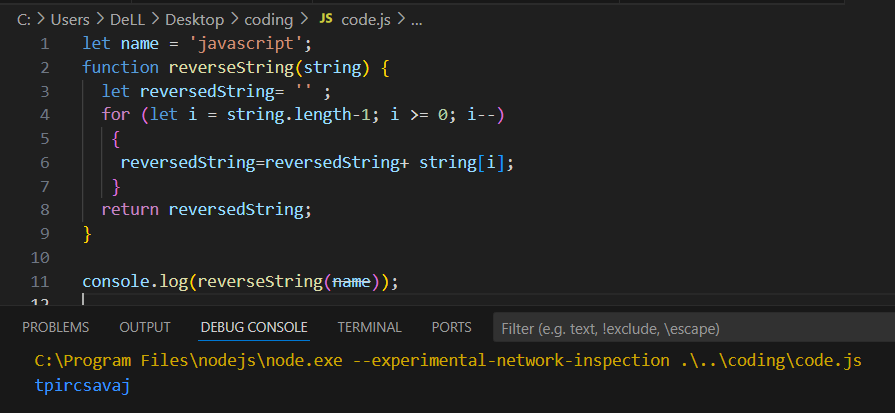 C: > Users > DeLL > Desktop > coding > JS code.js > ...
1 let name = 'javascript';
2 function reverseString(string) {
3 let reversedString= '' ;
4 for (let i = string.length-1; i >= 0; i--)
5 {
6 reversedString=reversedString+ string[i];
7 }
8 return reversedString;
9 }
10
11 console.log(reverseString(name));
12
PROBLEMS OUTPUT DEBUG CONSOLE TERMINAL PORTS Filter (e.g. text, !exclude, \escape)
C:\Program Files\nodejs\node.exe --experimental-network-inspection .\..\coding\code.js
tpircsavaj